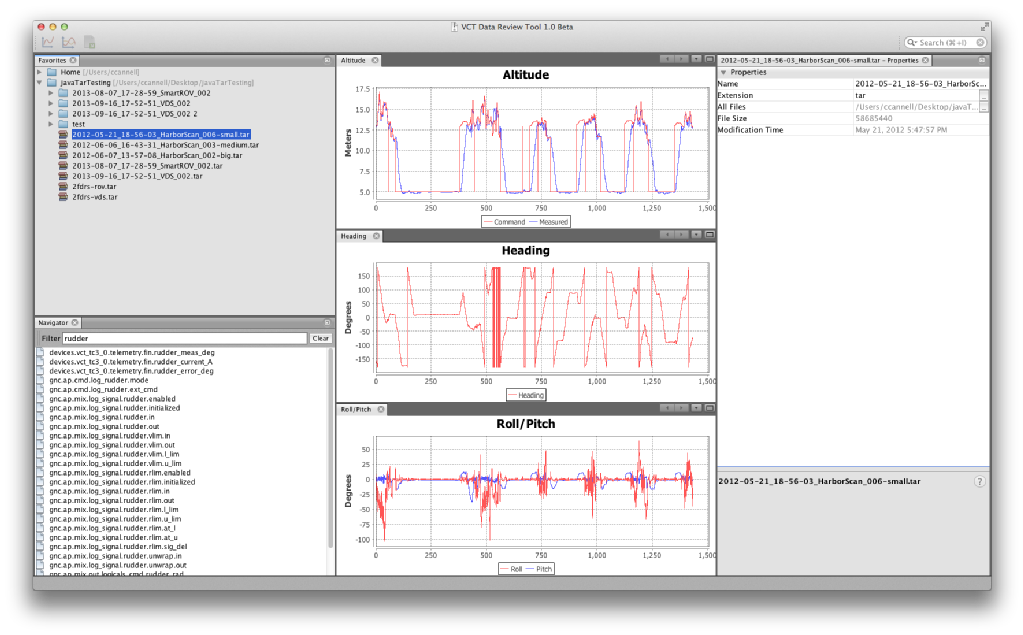 VCT Data Review Tool 1.0 Beta
Search (⌘+I)
Favorites
Home [/Users/ccannell]
javaTarTesting [/Users/ccannell/Desktop/javaTarTesting]
2013-08-07_17-28-59_SmartROV_002
2013-09-16_17-52-51_VDS_002
2013-09-16_17-52-51_VDS_002 2
test
2012-05-21_18-56-03_HarborScan_006-small.tar
2012-06-06_16-43-31_HarborScan_003-medium.tar
2012-06-07_13-57-08_HarborScan_002-big.tar
2013-08-07_17-28-59_SmartROV_002.tar
2013-09-16_17-52-51_VDS_002.tar
2fdrs-rov.tar
2fdrs-vds.tar
Navigator
Filter rudder Clear
devices.vct_tc3_0.telemetry.fin.rudder_meas_deg
devices.vct_tc3_0.telemetry.fin.rudder_current_A
devices.vct_tc3_0.telemetry.fin.rudder_error_deg
gnc.ap.cmd.log_rudder.mode
gnc.ap.cmd.log_rudder.ext_cmd
gnc.ap.mix.log_signal.rudder.enabled
gnc.ap.mix.log_signal.rudder.initialized
gnc.ap.mix.log_signal.rudder.in
gnc.ap.mix.log_signal.rudder.out
gnc.ap.mix.log_signal.rudder.vlim.in
gnc.ap.mix.log_signal.rudder.vlim.out
gnc.ap.mix.log_signal.rudder.vlim.l_lim
gnc.ap.mix.log_signal.rudder.vlim.u_lim
gnc.ap.mix.log_signal.rudder.rlim.enabled
gnc.ap.mix.log_signal.rudder.rlim.initialized
gnc.ap.mix.log_signal.rudder.rlim.in
gnc.ap.mix.log_signal.rudder.rlim.out
gnc.ap.mix.log_signal.rudder.rlim.l_lim
gnc.ap.mix.log_signal.rudder.rlim.u_lim
gnc.ap.mix.log_signal.rudder.rlim.at_l
gnc.ap.mix.log_signal.rudder.rlim.at_u
gnc.ap.mix.log_signal.rudder.rlim.sig_del
gnc.ap.mix.log_signal.rudder.unwrap.in
gnc.ap.mix.log_signal.rudder.unwrap.out
gnc.ap.mix.out.logicals_cmd.rudder_rad
Altitude
Altitude
Meters
17.5
15.0
12.5
10.0
7.5
5.0
0 250 500 750 1,000 1,250 1,500
Command Measured
Heading
Heading
Degrees
150
100
50
0
-50
-100
-150
0 250 500 750 1,000 1,250 1,500
Heading
Roll/Pitch
Roll/Pitch
Degrees
50
25
0
-25
-50
-75
-100
0 250 500 750 1,000 1,250 1,500
Roll Pitch
2012-05-21_18-56-03_HarborScan_006-small.tar - Properties
Properties
Name 2012-05-21_18-56-03_HarborSc...
Extension tar
All Files /Users/ccannell/Desktop/javaT...
File Size 58685440
Modification Time May 21, 2012 5:47:57 PM
2012-05-21_18-56-03_HarborScan_006-small.tar
?